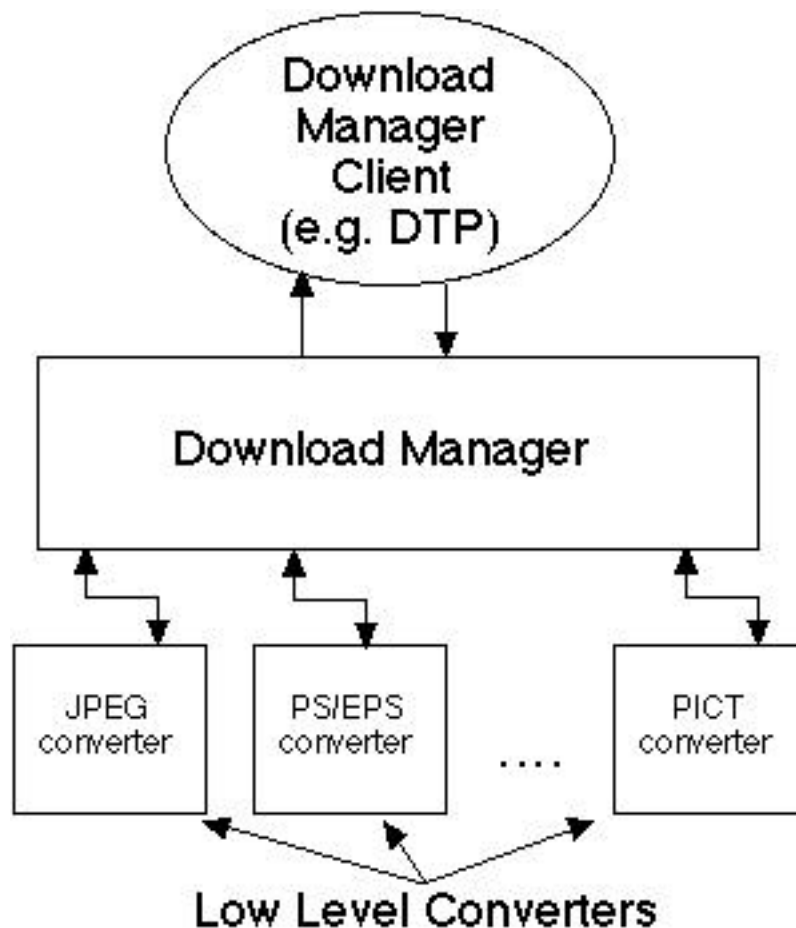 Download
Manager
Client
(e.g. DTP)
Download Manager
JPEG
converter
PS/EPS
converter
....
PICT
converter
Low Level Converters